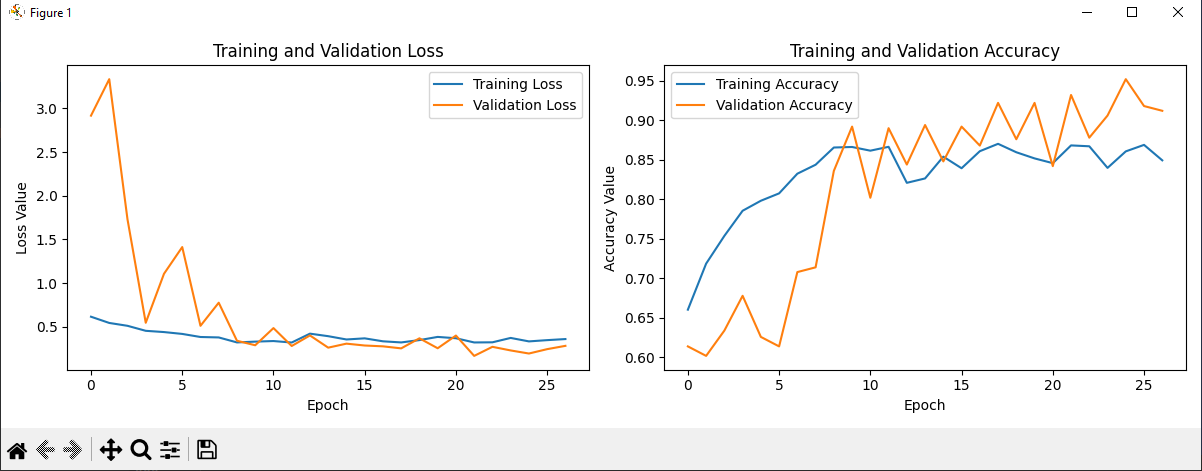 Figure 1
Training and Validation Loss
Training Loss
Validation Loss
3.0
2.5
2.0
1.5
1.0
0.5
Loss Value
0 5 10 15 20 25
Epoch
Training and Validation Accuracy
Training Accuracy
Validation Accuracy
0.95
0.90
0.85
0.80
0.75
0.70
0.65
0.60
Accuracy Value
0 5 10 15 20 25
Epoch